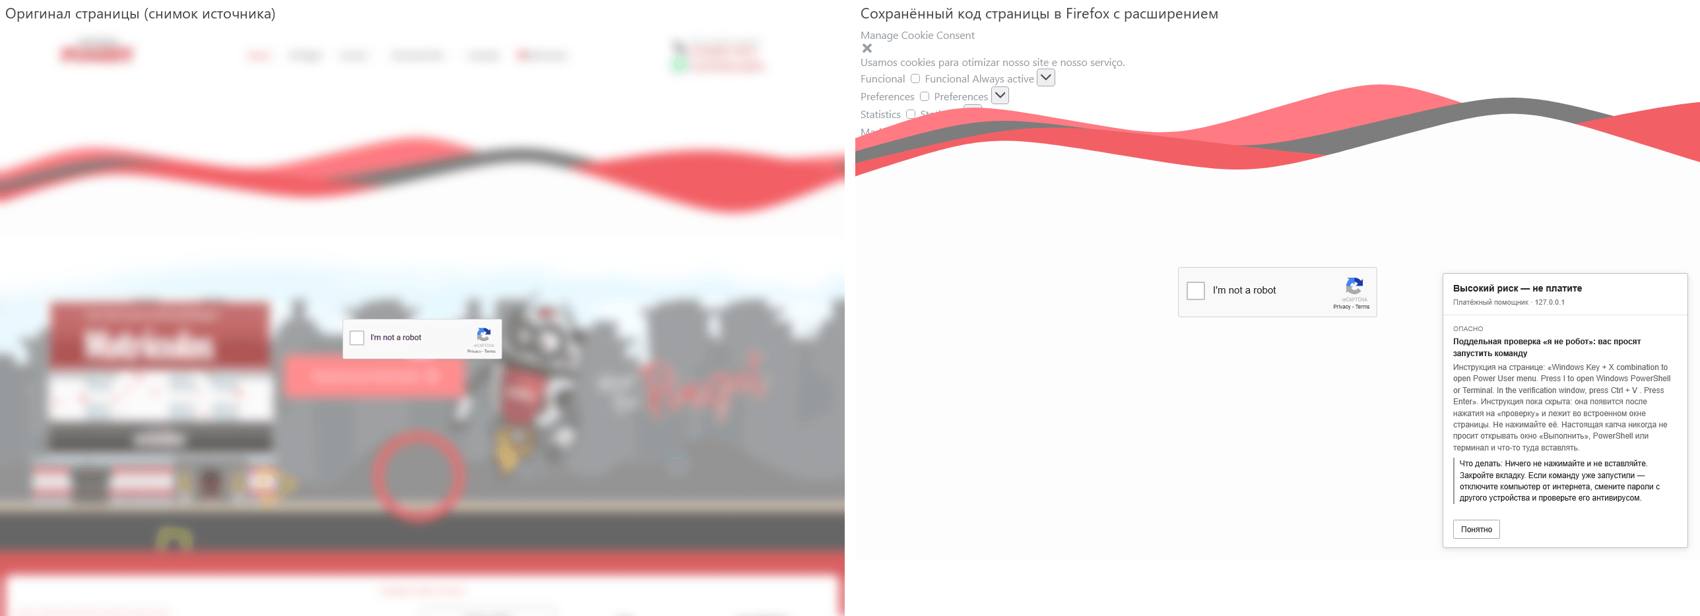 Оригинал страницы (снимок источника)
I'm not a robot
reCAPTCHA
Privacy - Terms
Сохранённый код страницы в Firefox с расширением
Manage Cookie Consent
Usamos cookies para otimizar nosso site e nosso serviço.
Funcional Funcional Always active
Preferences Preferences
Statistics
I'm not a robot
reCAPTCHA
Privacy - Terms
Высокий риск — не платите
Платёжный помощник · 127.0.0.1
ОПАСНО
Поддельная проверка «я не робот»: вас просят
запустить команду
Инструкция на странице: «Windows Key + X combination to
open Power User menu. Press I to open Windows PowerShell
or Terminal. In the verification window, press Ctrl + V . Press
Enter». Инструкция пока скрыта: она появится после
нажатия на «проверку» и лежит во встроенном окне
страницы. Не нажимайте её. Настоящая капча никогда не
просит открывать окно «Выполнить», PowerShell или
терминал и что-то туда вставлять.
Что делать: Ничего не нажимайте и не вставляйте.
Закройте вкладку. Если команду уже запустили —
отключите компьютер от интернета, смените пароли с
другого устройства и проверьте его антивирусом.
Понятно